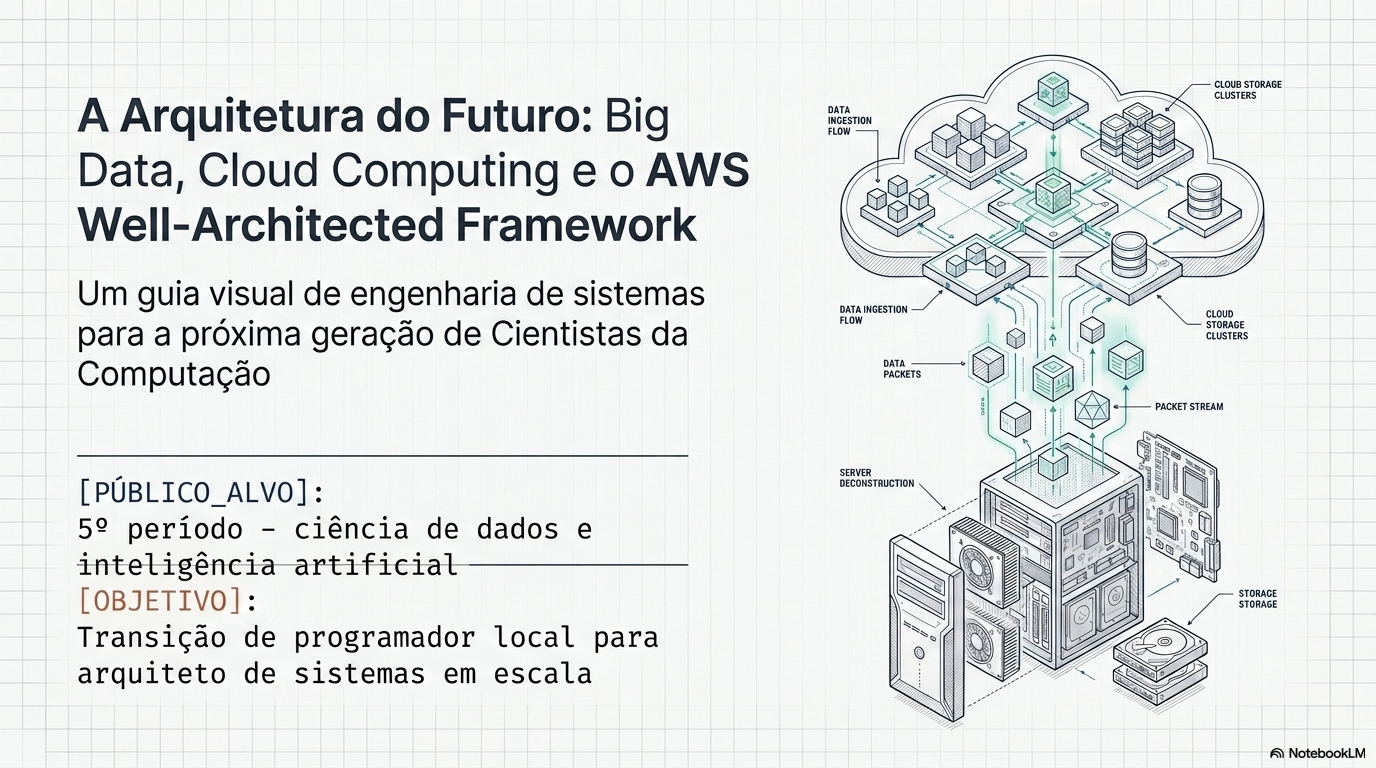 A Arquitetura do Futuro: Big
Data, Cloud Computing e o AWS
Well-Architected Framework
Um guia visual de engenharia de sistemas
para a próxima geração de Cientistas da
Computação
[PÚBLICO_ALVO]:
5º período – ciência de dados e
inteligência artificial
[OBJETIVO]:
Transição de programador local para
arquiteto de sistemas em escala
DATA
INGESTION
FLOW
CLOUB STORAGE
CLUSTERS
DATA INGESTION
FLOW
CLOUD
STORAGE
CLUSTERS
DATA
PACKETS
PACKET STREAM
SERVER
DECONSTRUCTION
STORAGE
STORAGE
NotebookLM